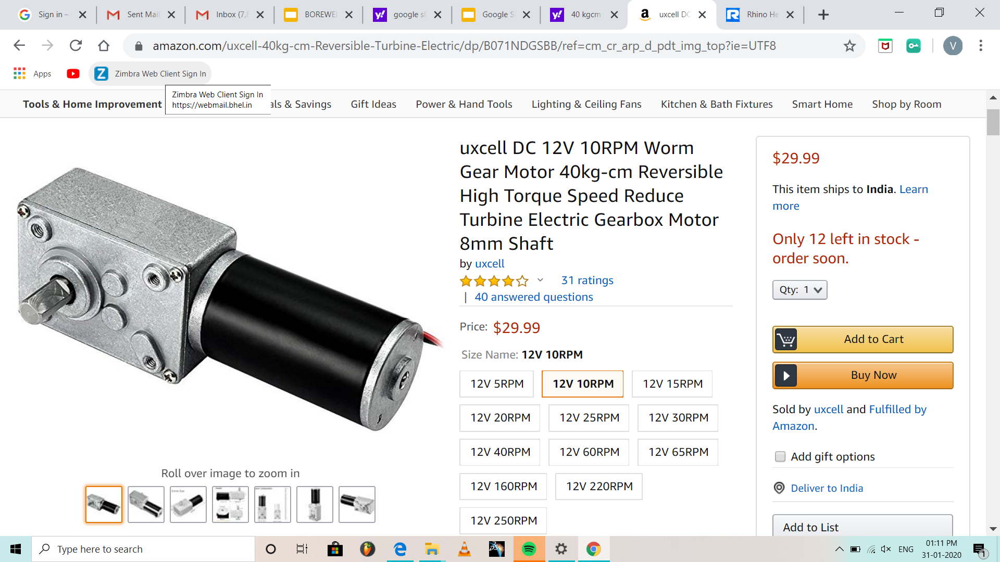 Sign in –
Sent Mail
Inbox (7,8
BOREWEL
google sl
Google S
40 kgcm
uxcell DC
Rhino He
amazon.com/uxcell-40kg-cm-Reversible-Turbine-Electric/dp/B071NDGSBB/ref=cm_cr_arp_d_pdt_img_top?ie=UTF8
V
Apps
Zimbra Web Client Sign In
Zimbra Web Client Sign In
https://webmail.bhel.in
Tools & Home Improvement
als & Savings
Gift Ideas
Power & Hand Tools
Lighting & Ceiling Fans
Kitchen & Bath Fixtures
Smart Home
Shop by Room
uxcell DC 12V 10RPM Worm
Gear Motor 40kg-cm Reversible
High Torque Speed Reduce
Turbine Electric Gearbox Motor
8mm Shaft
by uxcell
31 ratings
| 40 answered questions
Price: $29.99
Size Name: 12V 10RPM
12V 5RPM
12V 10RPM
12V 15RPM
12V 20RPM
12V 25RPM
12V 30RPM
12V 40RPM
12V 60RPM
12V 65RPM
12V 160RPM
12V 220RPM
12V 250RPM
Roll over image to zoom in
$29.99
This item ships to India. Learn
more
Only 12 left in stock -
order soon.
Qty: 1
Add to Cart
Buy Now
Sold by uxcell and Fulfilled by
Amazon.
Add gift options
Deliver to India
Add to List
Type here to search
ENG
01:11 PM
31-01-2020
1